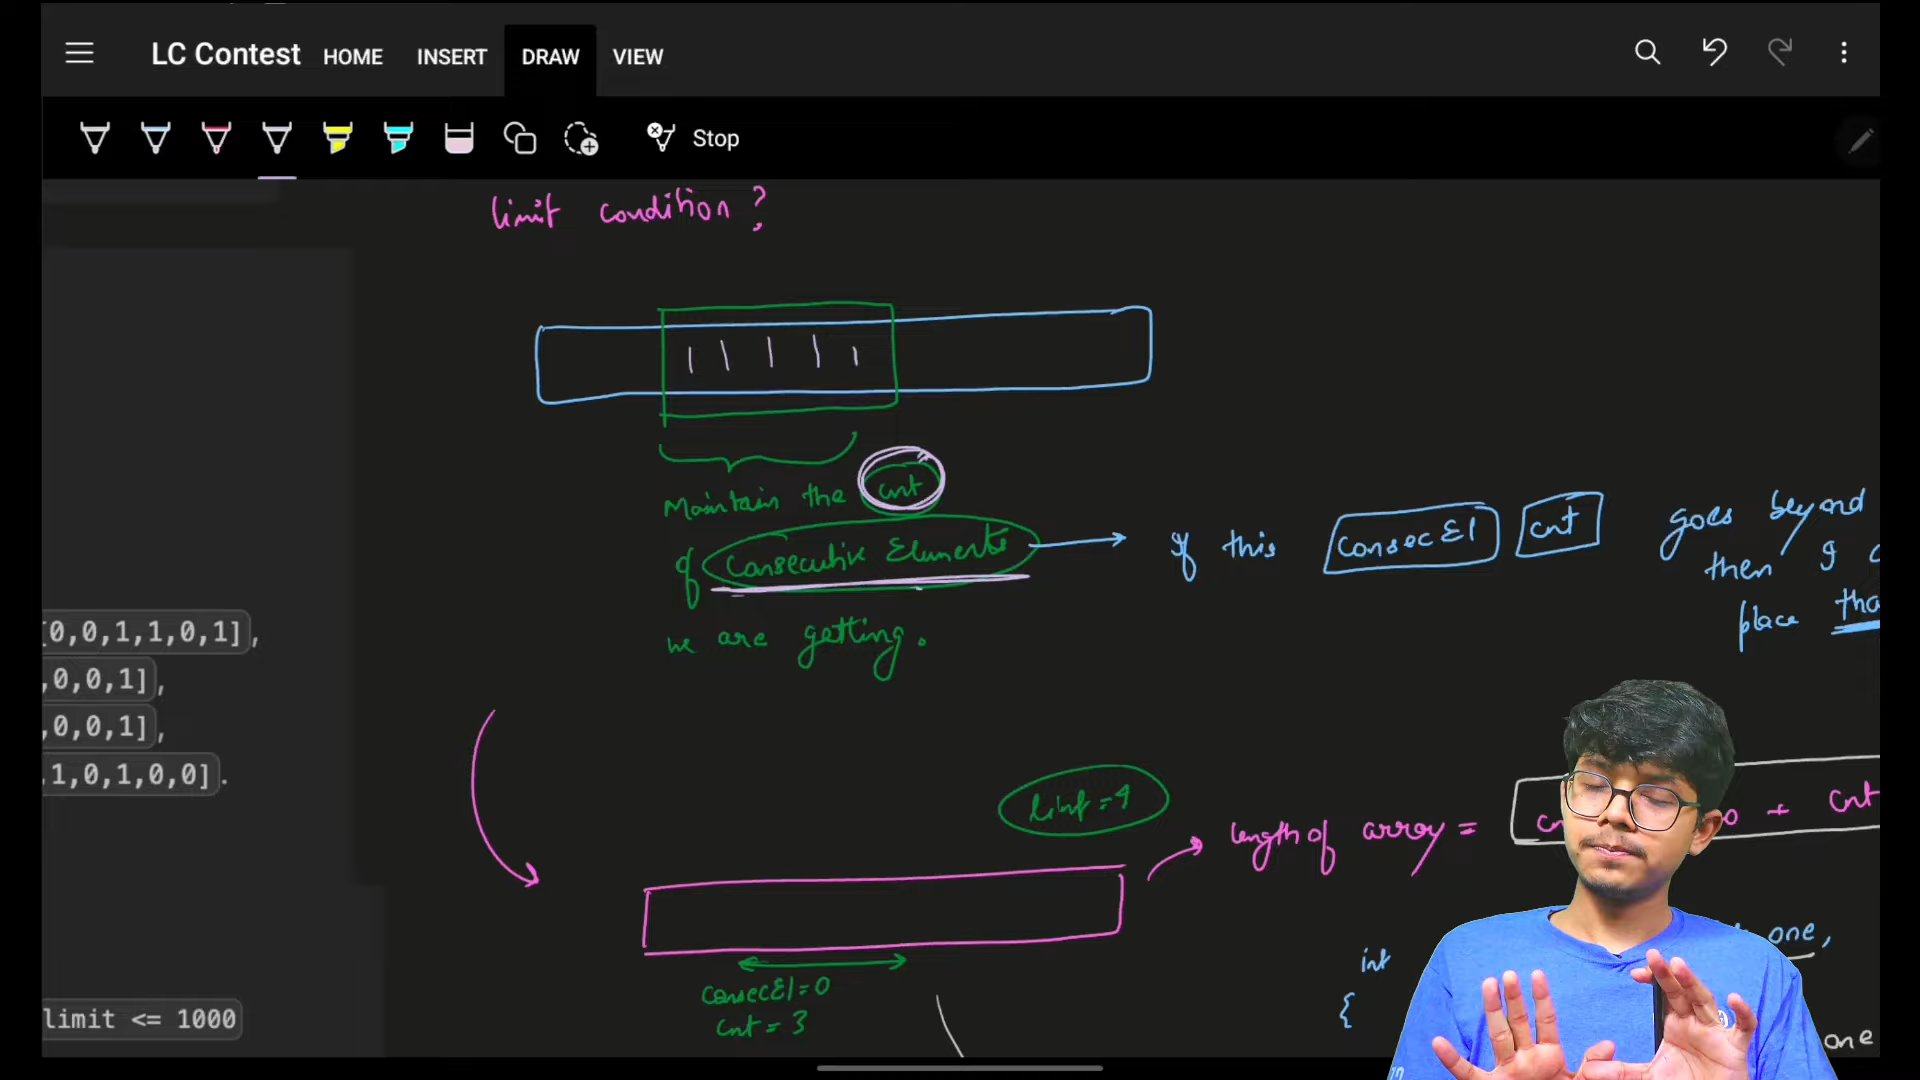 LC Contest HOME INSERT DRAW VIEW
Stop
limit condition?
Maintain the cnt
of Consecutive Elements
we are getting.
If this ConsecEl cnt goes beyond
then I
place
[0,0,1,1,0,1],
,0,0,1],
,0,0,1],
,1,0,1,0,0].
limit = 4
length of array = + cnt
ConsecEl=0
cnt = 3
int one,
{
one
limit <= 1000